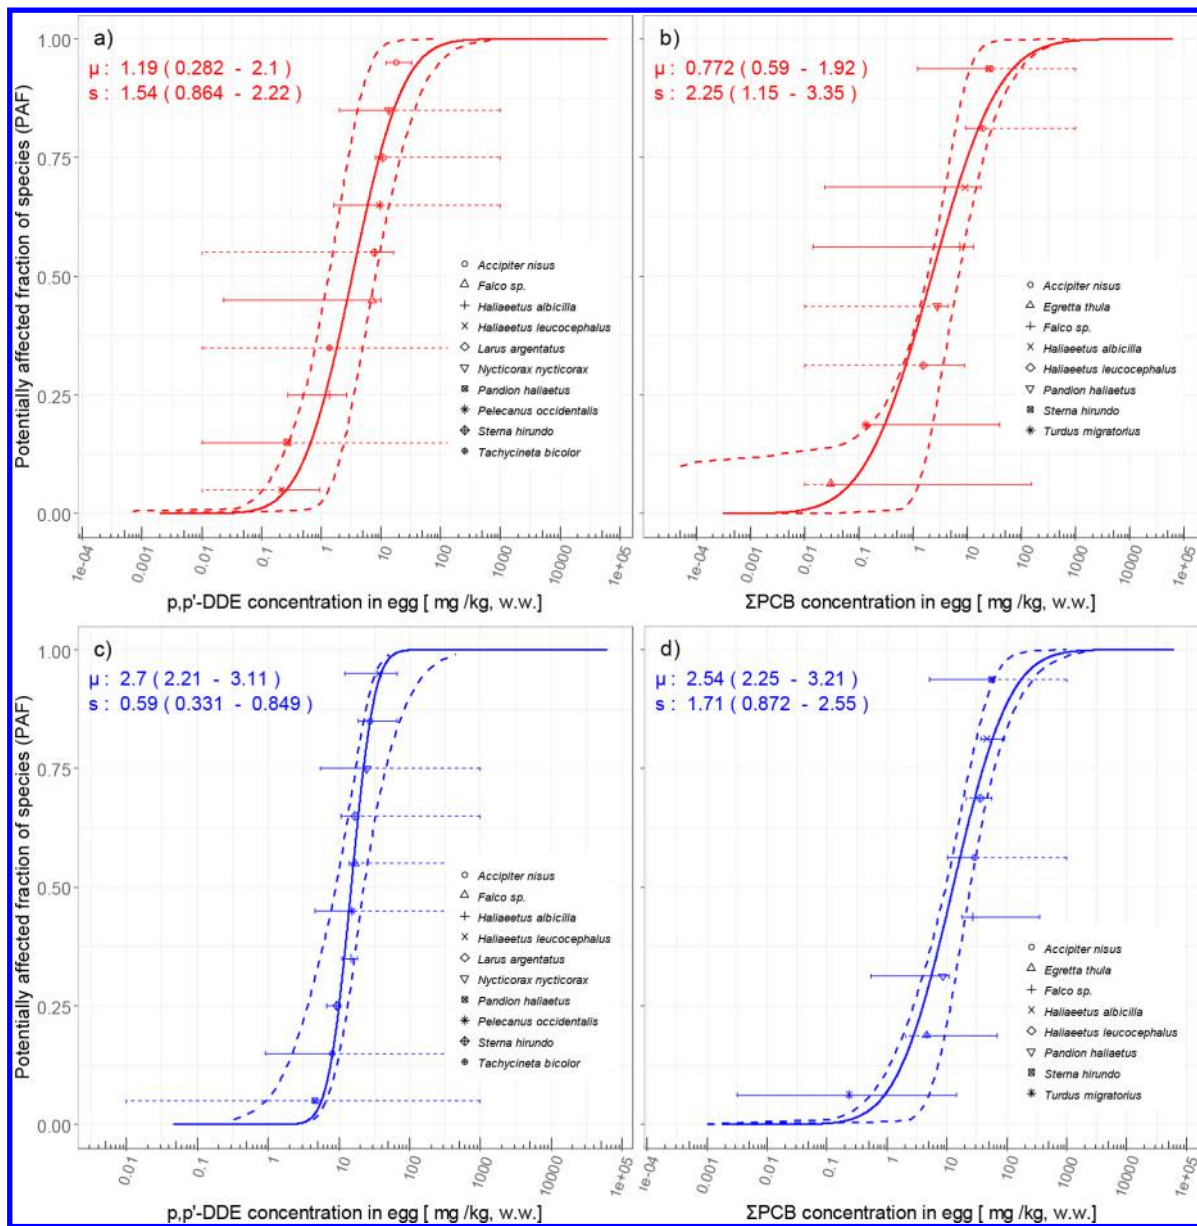 a)
μ : 1.19 ( 0.282 - 2.1 )
s : 1.54 ( 0.864 - 2.22 )
Potentially affected fraction of species (PAF)
1.00
0.75
0.50
0.25
0.00
Accipiter nisus
Falco sp.
Haliaeetus albicilla
Haliaeetus leucocephalus
Larus argentatus
Nycticorax nycticorax
Pandion haliaetus
Pelecanus occidentalis
Sterna hirundo
Tachycineta bicolor
1e-04
0.001
0.01
0.1
1
10
100
1000
1e+05
p,p'-DDE concentration in egg [ mg /kg, w.w.]
b)
μ : 0.772 ( 0.59 - 1.92 )
s : 2.25 ( 1.15 - 3.35 )
Accipiter nisus
Egretta thula
Falco sp.
Haliaeetus albicilla
Haliaeetus leucocephalus
Pandion haliaetus
Sterna hirundo
Turdus migratorius
1e-04
0.001
0.01
0.1
1
10
100
1000
1e+05
ΣPCB concentration in egg [ mg /kg, w.w.]
c)
μ : 2.7 ( 2.21 - 3.11 )
s : 0.59 ( 0.331 - 0.849 )
Potentially affected fraction of species (PAF)
1.00
0.75
0.50
0.25
0.00
Accipiter nisus
Falco sp.
Haliaeetus albicilla
Haliaeetus leucocephalus
Larus argentatus
Nycticorax nycticorax
Pandion haliaetus
Pelecanus occidentalis
Sterna hirundo
Tachycineta bicolor
0.01
0.1
1
10
100
1000
1e+05
p,p'-DDE concentration in egg [ mg /kg, w.w.]
d)
μ : 2.54 ( 2.25 - 3.21 )
s : 1.71 ( 0.872 - 2.55 )
Accipiter nisus
Egretta thula
Falco sp.
Haliaeetus albicilla
Haliaeetus leucocephalus
Pandion haliaetus
Sterna hirundo
Turdus migratorius
1e-04
0.001
0.01
0.1
1
10
100
1000
1e+05
ΣPCB concentration in egg [ mg /kg, w.w.]